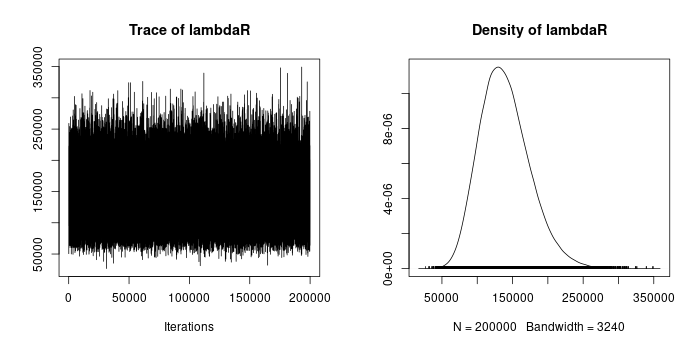 Trace of lambdaR
350000
250000
150000
50000
0
50000
100000
150000
200000
Iterations
Density of lambdaR
8e-06
4e-06
0e+00
50000
150000
250000
350000
N = 200000 Bandwidth = 3240